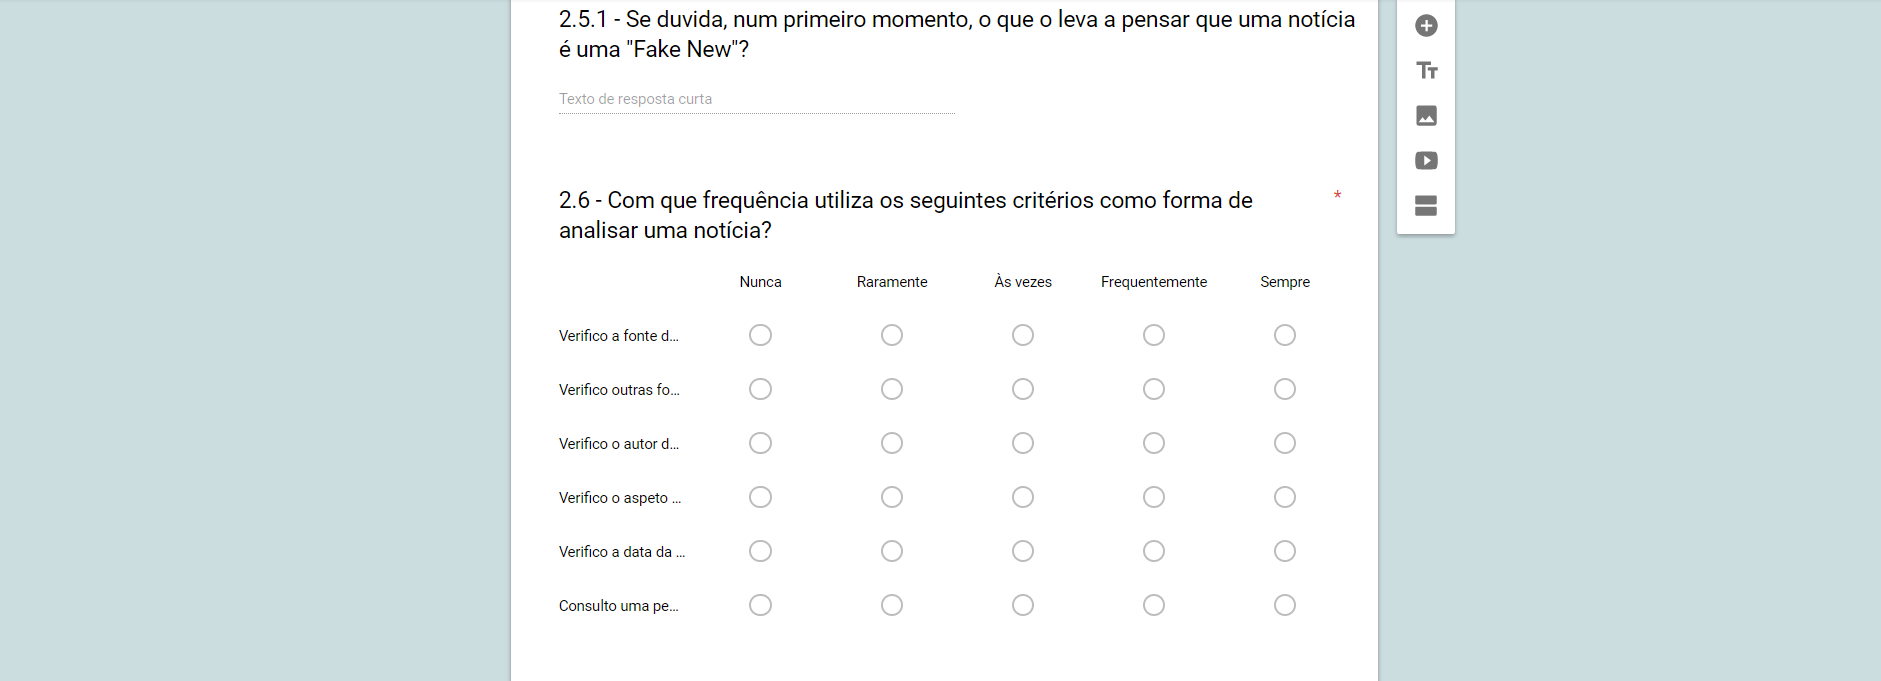 2.5.1 - Se duvida, num primeiro momento, o que o leva a pensar que uma notícia
é uma "Fake New"?
Texto de resposta curta
2.6 - Com que frequência utiliza os seguintes critérios como forma de *
analisar uma notícia?
Nunca Raramente Às vezes Frequentemente Sempre
Verifico a fonte d...
Verifico outras fo...
Verifico o autor d...
Verifico o aspeto ...
Verifico a data da ...
Consulto uma pe...